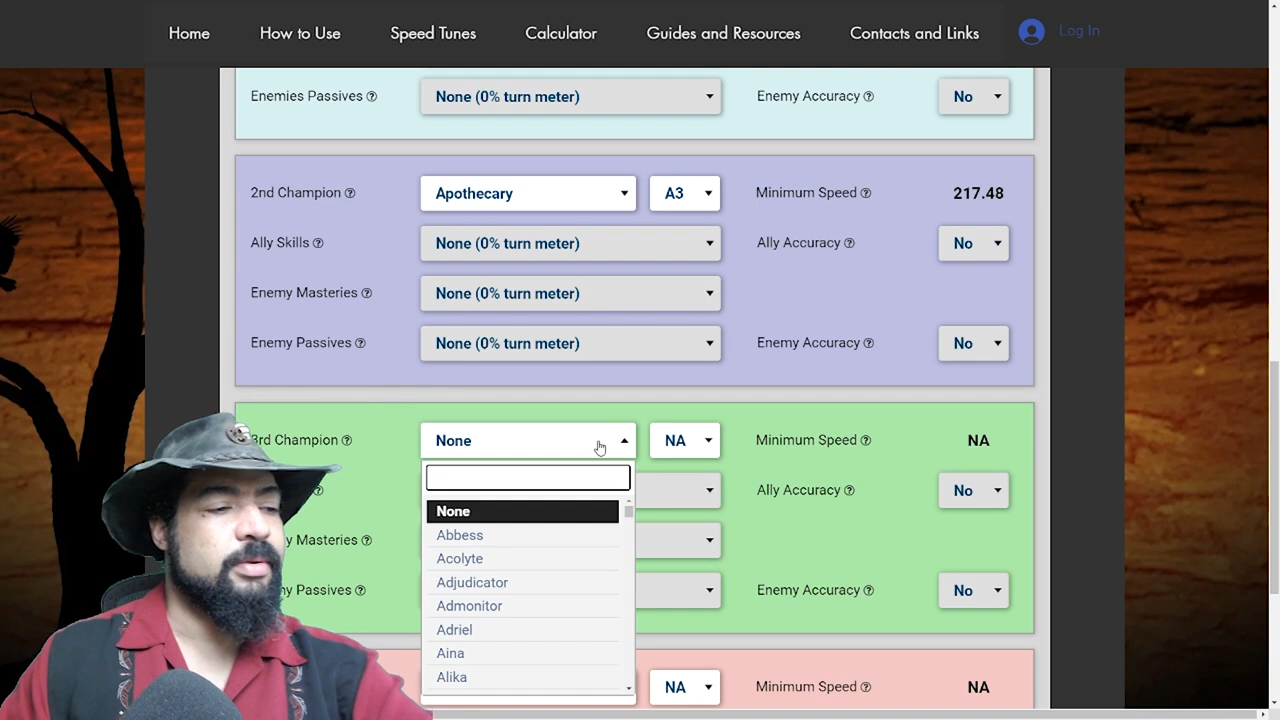 Home How to Use Speed Tunes Calculator Guides and Resources Contacts and Links Log In
Enemies Passives None (0% turn meter) Enemy Accuracy No
2nd Champion Apothecary A3 Minimum Speed 217.48
Ally Skills None (0% turn meter) Ally Accuracy No
Enemy Masteries None (0% turn meter)
Enemy Passives None (0% turn meter) Enemy Accuracy No
3rd Champion None NA Minimum Speed NA
Ally Accuracy No
None
Abbess
Masteries
Acolyte
Adjudicator
Passives Enemy Accuracy No
Admonitor
Adriel
Aina
Alika
NA Minimum Speed NA